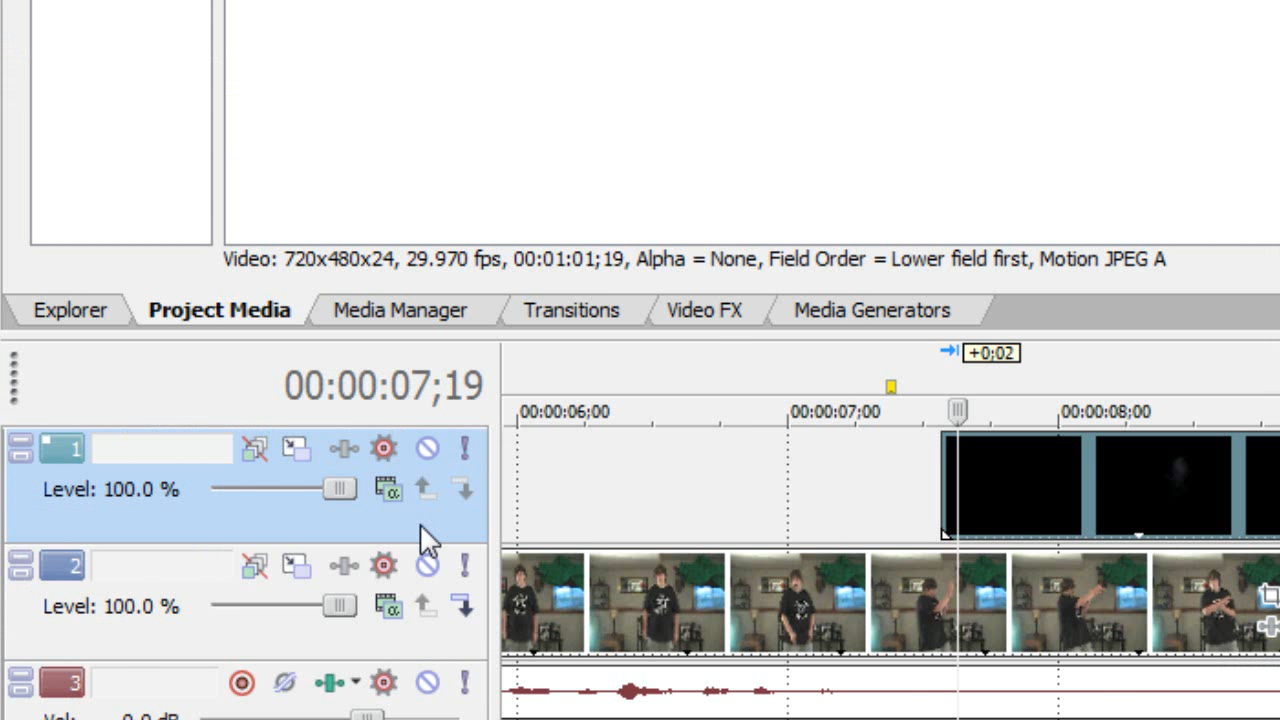 Video: 720x480x24, 29.970 fps, 00:01:01;19, Alpha = None, Field Order = Lower field first, Motion JPEG A
Explorer Project Media Media Manager Transitions Video FX Media Generators
+0;02
00:00:07;19
00:00:06;00 00:00:07;00 00:00:08;00
1
Level: 100.0 %
2
Level: 100.0 %
3
Vol: 0.0 dB